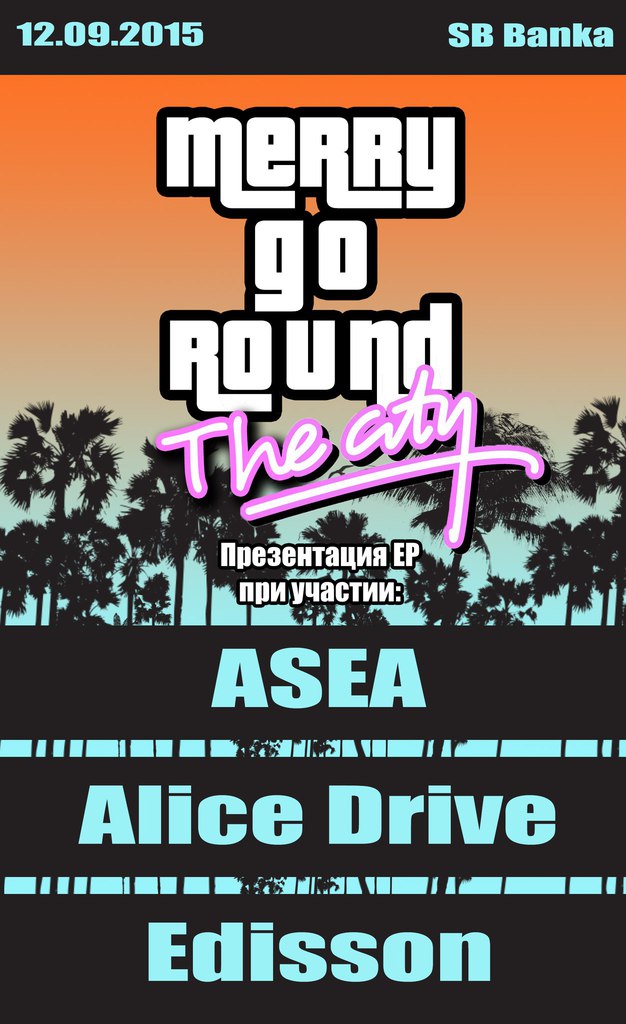 12.09.2015 SB Banka
merry
go
round
The city
Презентация EP
при участии:
ASEA
Alice Drive
Edisson